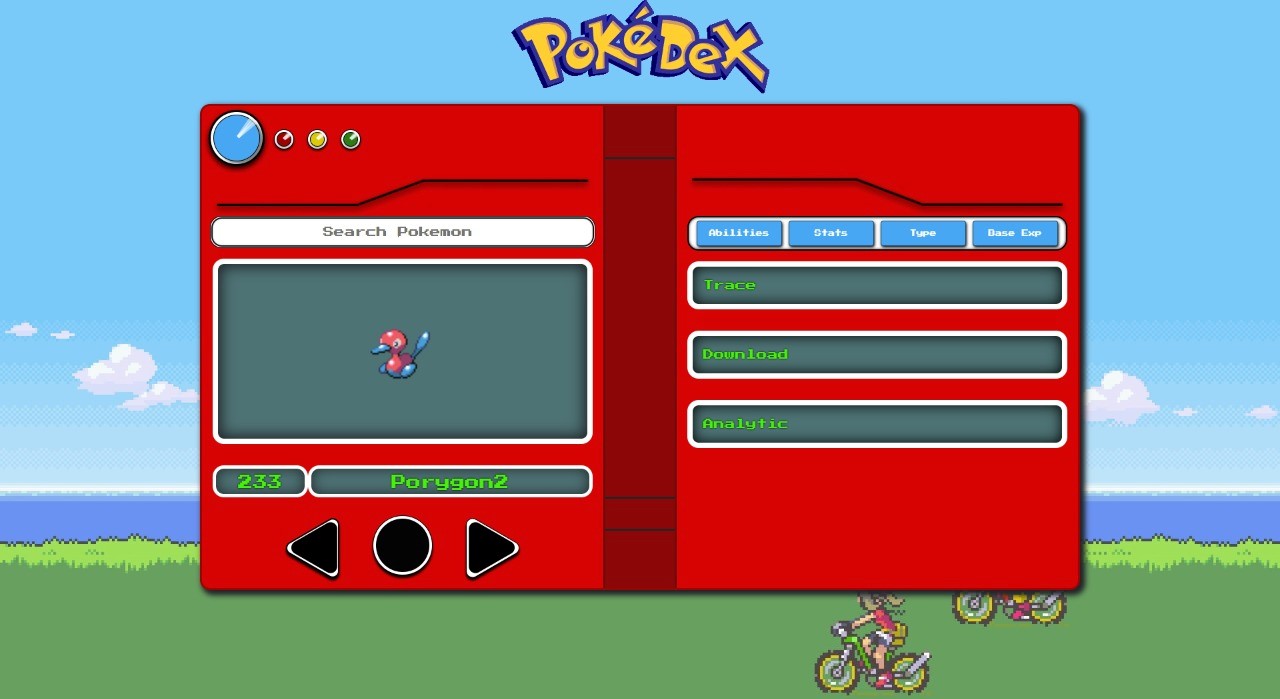 PokéDex
Search Pokemon
Abilities Stats Type Base Exp
Trace
Download
Analytic
233 Porygon2